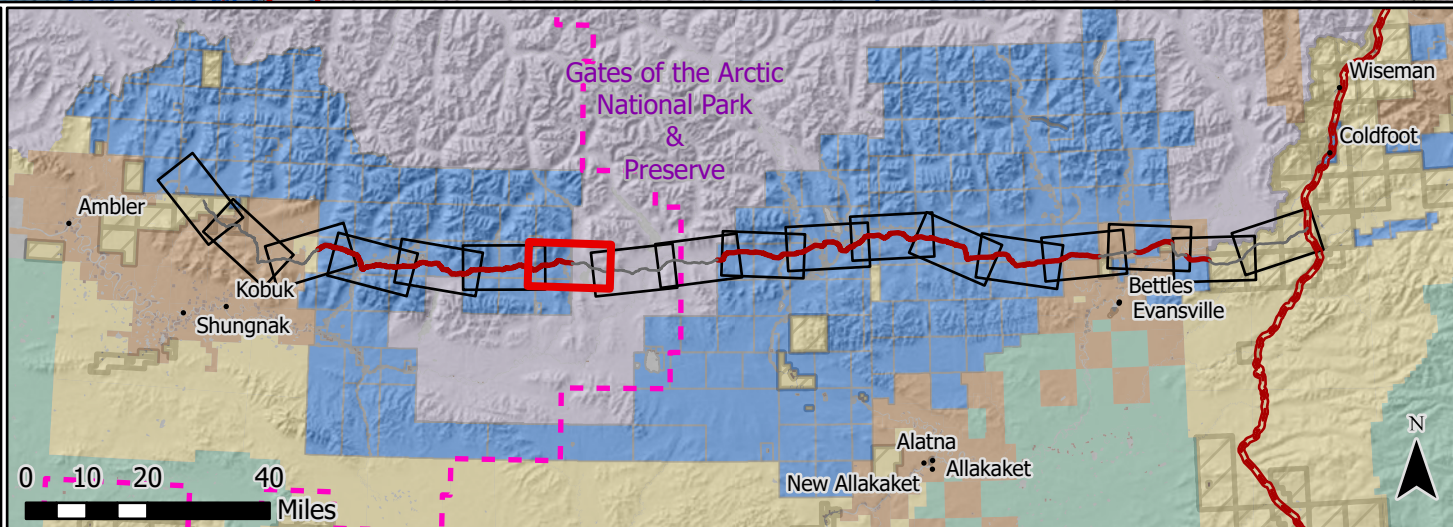 Gates of the Arctic
National Park
&
Preserve
Wiseman
Coldfoot
Ambler
Kobuk
Shungnak
Bettles
Evansville
Alatna
Allakaket
New Allakaket
N
0 10 20 40
Miles